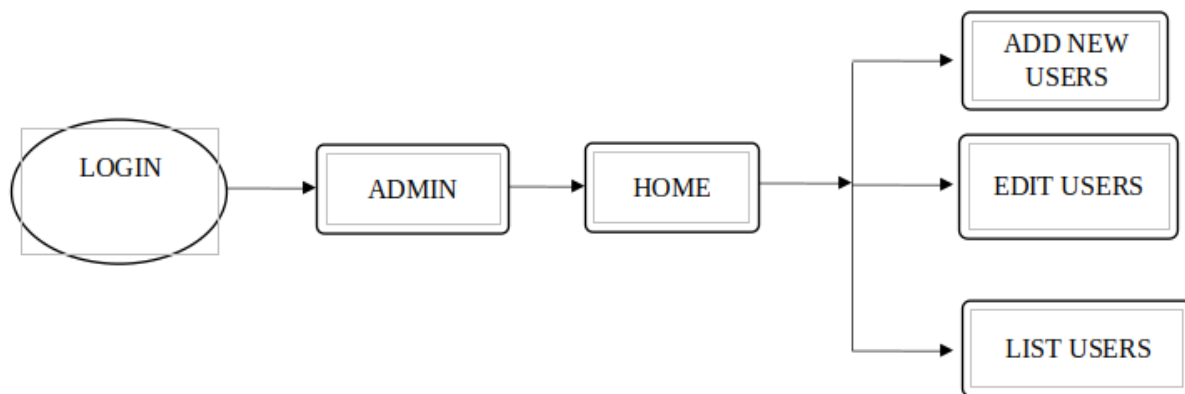 LOGIN
ADMIN
HOME
ADD NEW
USERS
EDIT USERS
LIST USERS